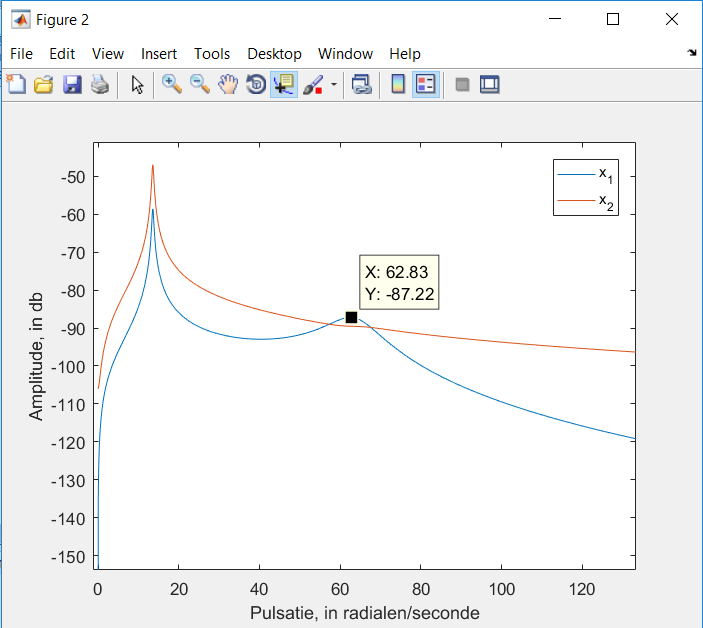 Figure 2
File Edit View Insert Tools Desktop Window Help
x1
x2
X: 62.83
Y: -87.22
-50
-60
-70
-80
-90
-100
-110
-120
-130
-140
-150
Amplitude, in db
0 20 40 60 80 100 120
Pulsatie, in radialen/seconde